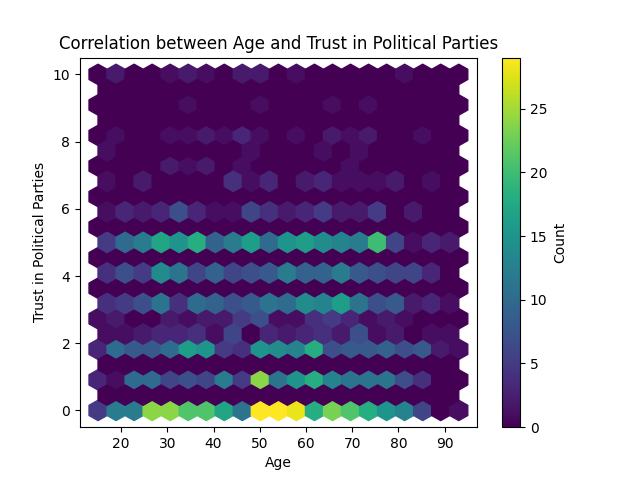 Correlation between Age and Trust in Political Parties
Trust in Political Parties
10
8
6
4
2
0
20 30 40 50 60 70 80 90
Age
25
20
15
10
5
0
Count